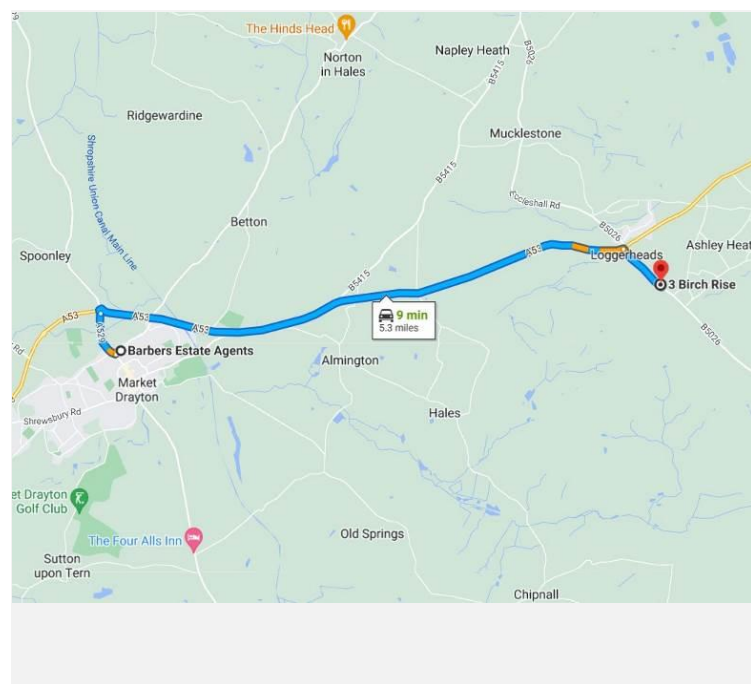 The Hinds Head
Norton
in Hales
Napley Heath
B5026
B5415
Ridgewardine
Mucklestone
Shropshire Union Canal Main Line
B5415
Eccleshall Rd
Betton
B5026
Spoonley
A53
Loggerheads
Ashley Heat
B5415
3 Birch Rise
A53
A53
A53
9 min
5.3 miles
A529
B5026
Barbers Estate Agents
Almington
Market
Drayton
Hales
Shrewsbury Rd
et Drayton
Golf Club
The Four Alls Inn
Old Springs
Sutton
upon Tern
Chipnall